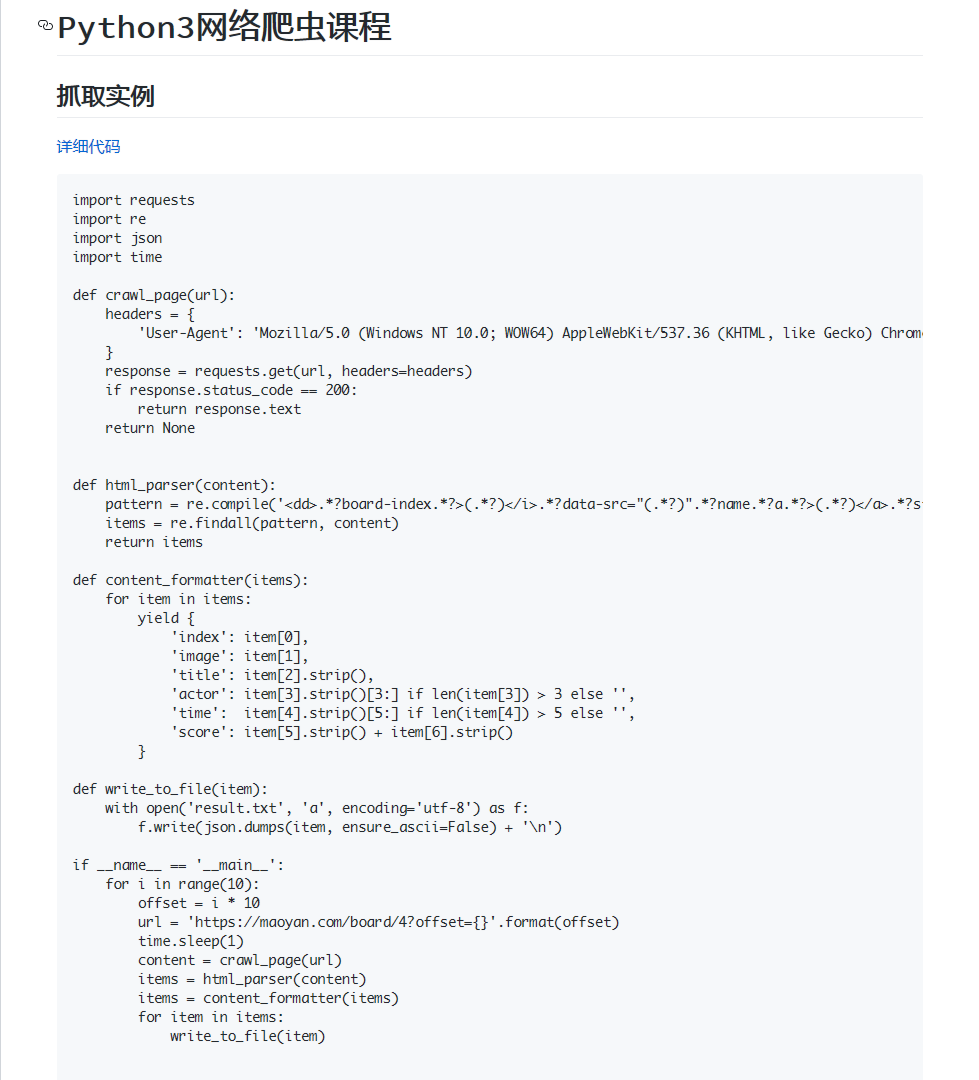 Python3网络爬虫课程
抓取实例
详细代码
import requests
import re
import json
import time
def crawl_page(url):
    headers = {
        'User-Agent': 'Mozilla/5.0 (Windows NT 10.0; WOW64) AppleWebKit/537.36 (KHTML, like Gecko)
    }
    response = requests.get(url, headers=headers)
    if response.status_code == 200:
        return response.text
    return None
def html_parser(content):
    pattern = re.compile('<dd>.*?board-index.*?>(.*?)</i>.*?data-src="(.*?)".*?name.*?a.*?>(.*?)</a>.*?
    items = re.findall(pattern, content)
    return items
def content_formatter(items):
    for item in items:
        yield {
            'index': item[0],
            'image': item[1],
            'title': item[2].strip(),
            'actor': item[3].strip()[3:] if len(item[3]) > 3 else '',
            'time':  item[4].strip()[5:] if len(item[4]) > 5 else '',
            'score': item[5].strip() + item[6].strip()
        }
def write_to_file(item):
    with open('result.txt', 'a', encoding='utf-8') as f:
        f.write(json.dumps(item, ensure_ascii=False) + '\n')
if __name__ == '__main__':
    for i in range(10):
        offset = i * 10
        url = 'https://maoyan.com/board/4?offset={}'.format(offset)
        time.sleep(1)
        content = crawl_page(url)
        items = html_parser(content)
        items = content_formatter(items)
        for item in items:
            write_to_file(item)